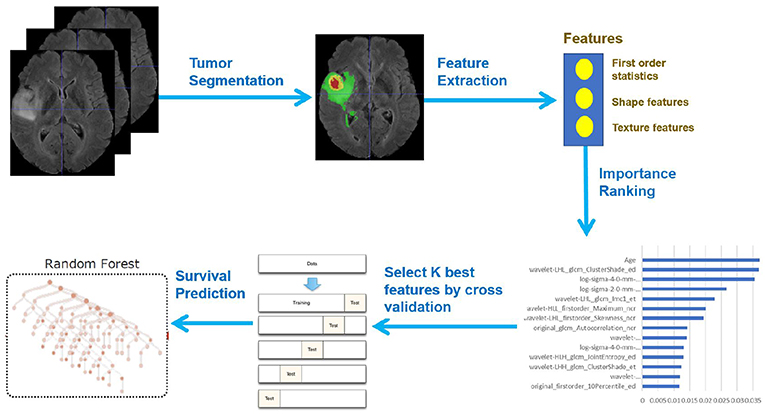 Tumor
Segmentation
Feature
Extraction
Features
First order
statistics
Shape features
Texture features
Importance
Ranking
Age
wavelet-LHL_glcm_ClusterShade_ed
log-sigma-4-0-mm-...
log-sigma-2-0-mm-...
wavelet-LHL_glcm_Imc1_et
wavelet-HLL_firstorder_Maximum_ncr
wavelet-LHL_firstorder_Skewness_ncr
original_glcm_Autocorrelation_ncr
wavelet-...
log-sigma-4-0-mm-...
wavelet-HLH_glcm_JointEntropy_ed
wavelet-LHH_glcm_ClusterShade_et
wavelet-...
original_firstorder_10Percentile_ed
0 0.005 0.01 0.015 0.02 0.025 0.03 0.035
Select K best
features by cross
validation
Data
Training Test
Test
Test
Test
Test
Survival
Prediction
Random Forest